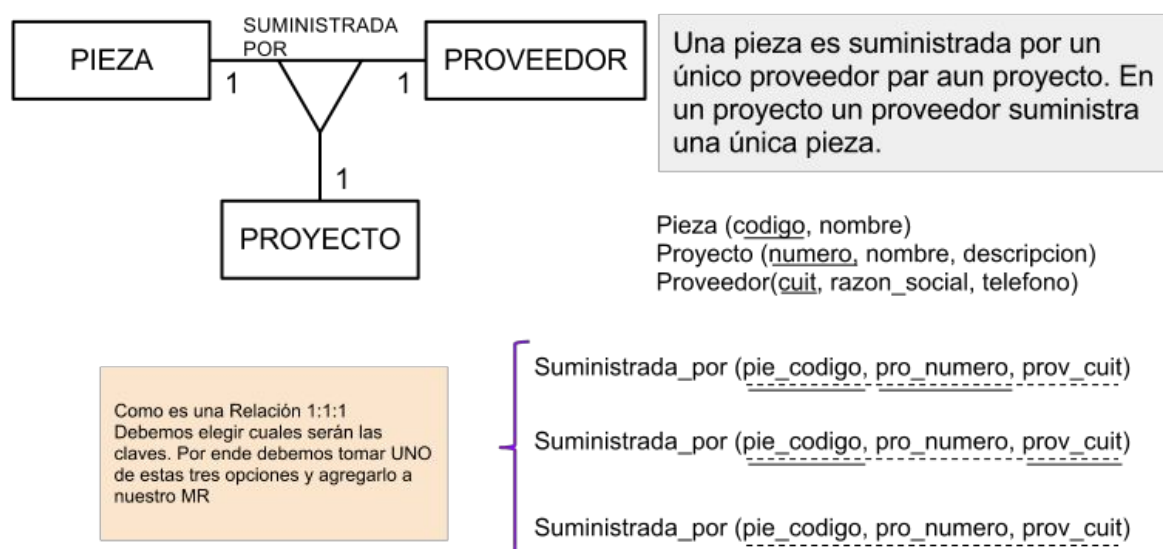 SUMINISTRADA
POR
PIEZA
1
1
PROVEEDOR
1
PROYECTO
Una pieza es suministrada por un
único proveedor par aun proyecto. En
un proyecto un proveedor suministra
una única pieza.
Pieza (codigo, nombre)
Proyecto (numero, nombre, descripcion)
Proveedor(cuit, razon_social, telefono)
Como es una Relación 1:1:1
Debemos elegir cuales serán las
claves. Por ende debemos tomar UNO
de estas tres opciones y agregarlo a
nuestro MR
Suministrada_por (pie_codigo, pro_numero, prov_cuit)
Suministrada_por (pie_codigo, pro_numero, prov_cuit)
Suministrada_por (pie_codigo, pro_numero, prov_cuit)